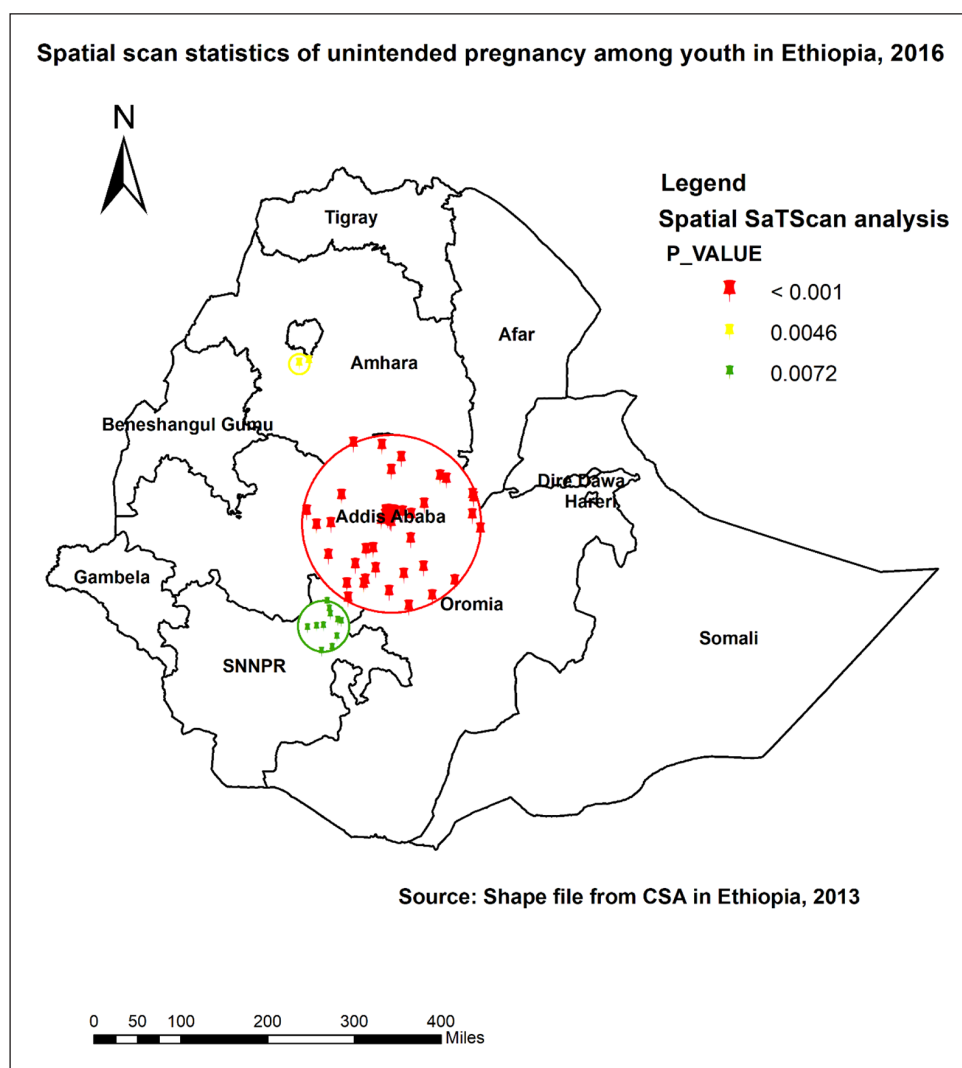 Spatial scan statistics of unintended pregnancy among youth in Ethiopia, 2016
N
Legend
Spatial SaTScan analysis
P_VALUE
< 0.001
0.0046
0.0072
Tigray
Afar
Amhara
Beneshangul Gumu
Dire Dawa
Hareri
Addis Ababa
Gambela
Oromia
Somali
SNNPR
Source: Shape file from CSA in Ethiopia, 2013
0 50 100 200 300 400
Miles